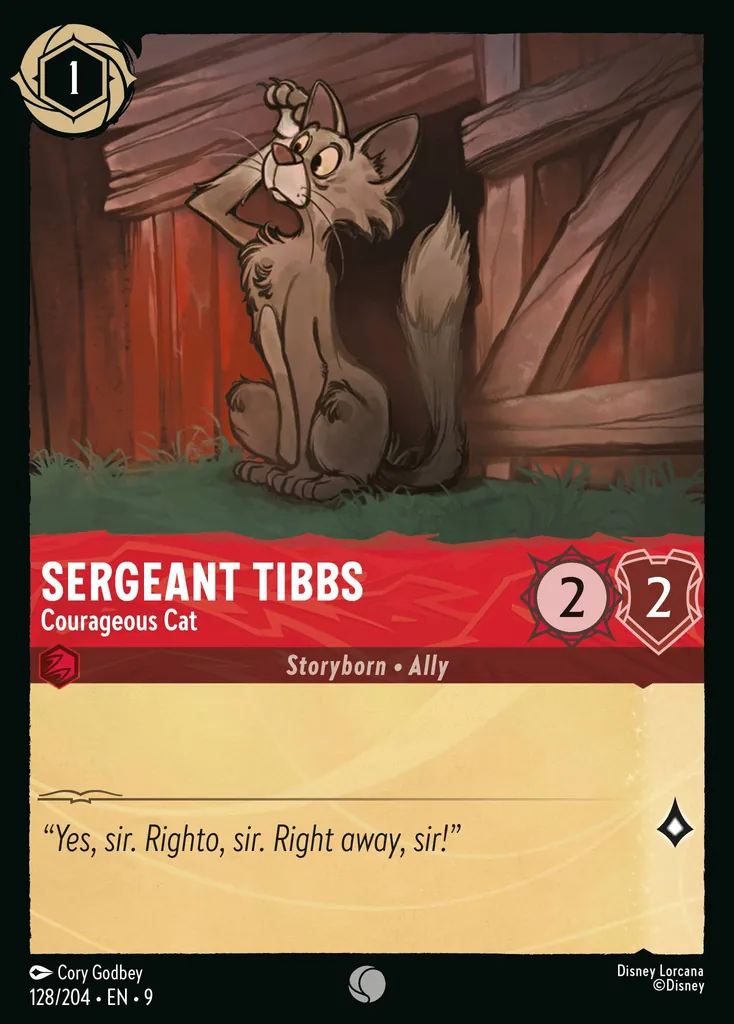 1
SERGEANT TIBBS
Courageous Cat
2
2
Storyborn • Ally
“Yes, sir. Righto, sir. Right away, sir!”
Cory Godbey
128/204 • EN • 9
Disney Lorcana
©Disney